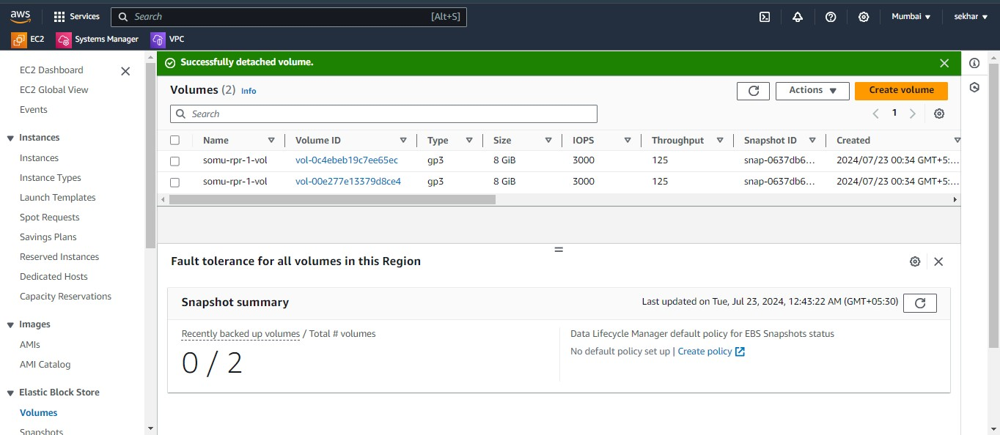 aws Services Search [Alt+S] Mumbai ▼ sekhar ▼
EC2 Systems Manager VPC
EC2 Dashboard
EC2 Global View
Events
Instances
Instances
Instance Types
Launch Templates
Spot Requests
Savings Plans
Reserved Instances
Dedicated Hosts
Capacity Reservations
Images
AMIs
AMI Catalog
Elastic Block Store
Volumes
Snapshots
Successfully detached volume.
Volumes (2) Info Actions ▼ Create volume
Search 1
Name Volume ID Type Size IOPS Throughput Snapshot ID Created
somu-rpr-1-vol vol-0c4ebeb19c7ee65ec gp3 8 GiB 3000 125 snap-0637db6... 2024/07/23 00:34 GMT+5:...
somu-rpr-1-vol vol-00e277e13379d8ce4 gp3 8 GiB 3000 125 snap-0637db6... 2024/07/23 00:34 GMT+5:...
Fault tolerance for all volumes in this Region
Snapshot summary Last updated on Tue, Jul 23, 2024, 12:43:22 AM (GMT+05:30)
Recently backed up volumes / Total # volumes
0 / 2
Data Lifecycle Manager default policy for EBS Snapshots status
No default policy set up | Create policy